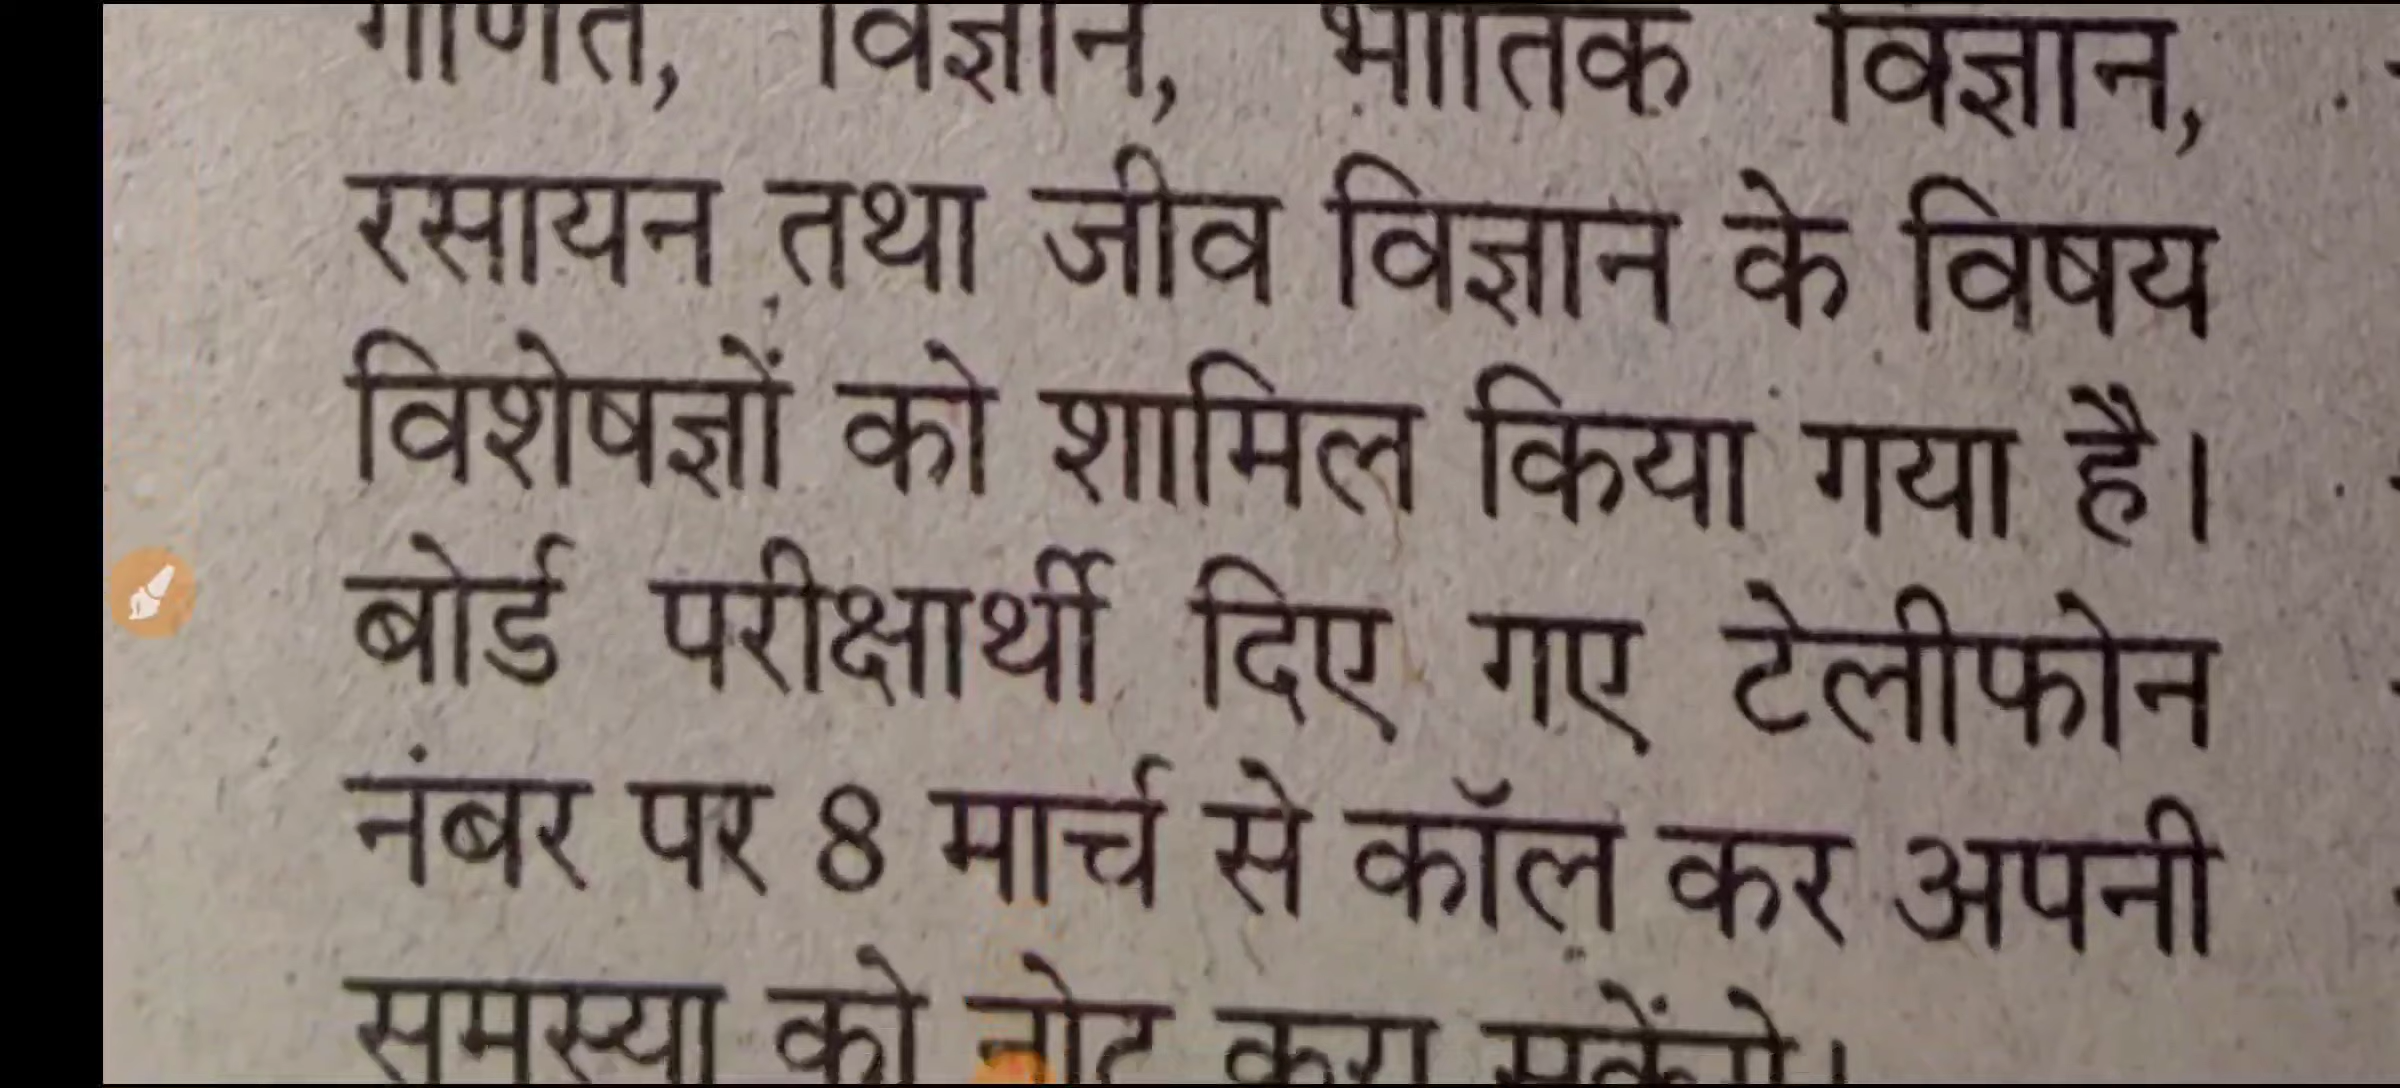 गणित, विज्ञान, भौतिक विज्ञान,
रसायन तथा जीव विज्ञान के विषय
विशेषज्ञों को शामिल किया गया है।
बोर्ड परीक्षार्थी दिए गए टेलीफोन
नंबर पर 8 मार्च से कॉल कर अपनी
समस्या को नोट करा सकेंगे।